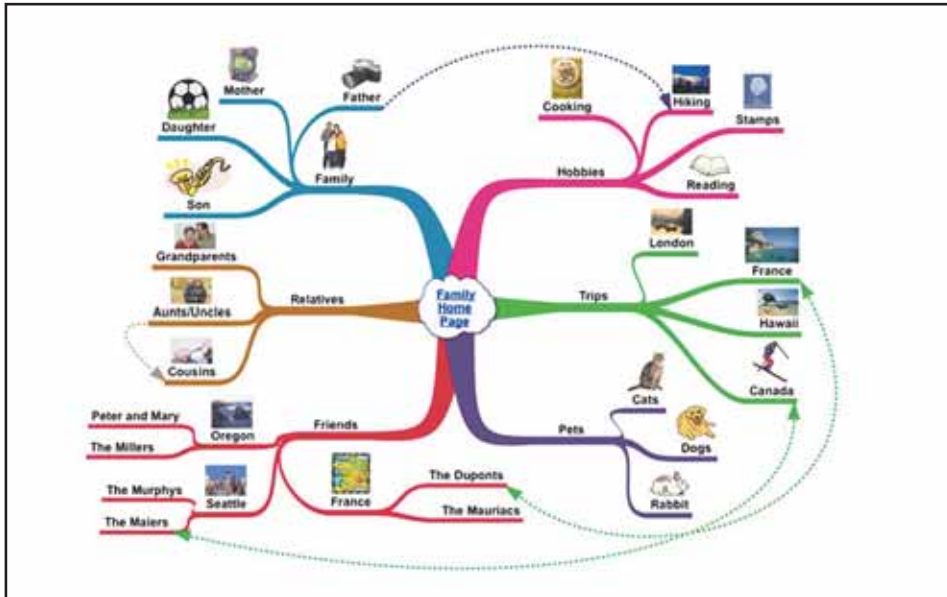 Mother
Father
Daughter
Family
Son
Cooking
Hiking
Stamps
Hobbies
Reading
Grandparents
Aunts/Uncles
Relatives
Cousins
Family
Home
Page
London
France
Trips
Hawaii
Canada
Peter and Mary
Oregon
Friends
The Millers
The Murphys
Seattle
The Maiers
France
The Duponts
The Mauriacs
Cats
Pets
Dogs
Rabbit